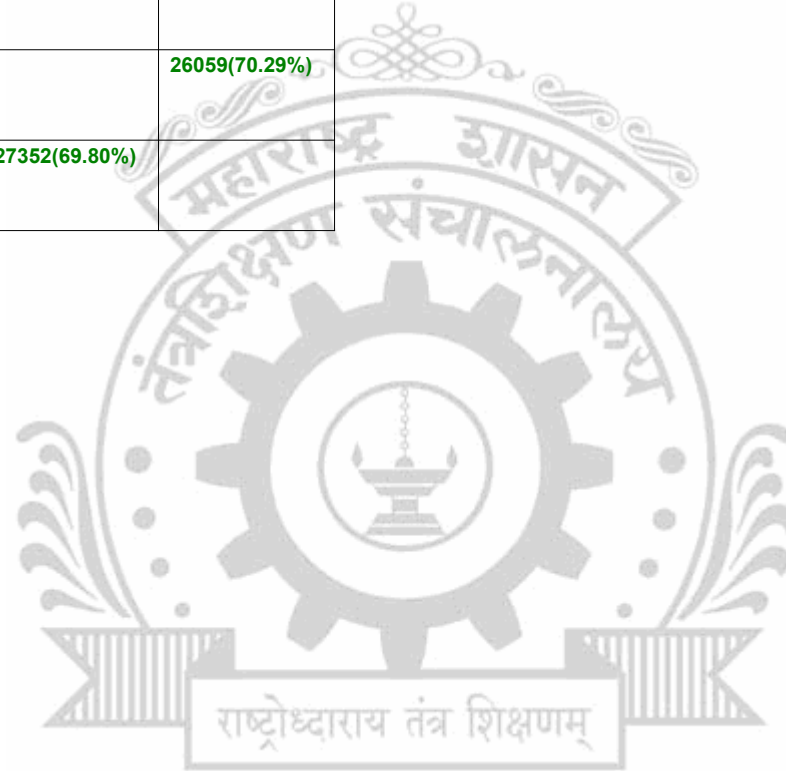 26059(70.29%)
27352(69.80%)
महाराष्ट्र शासन
तंत्रशिक्षण संचालनालय
राष्ट्रोध्दाराय तंत्र शिक्षणम्